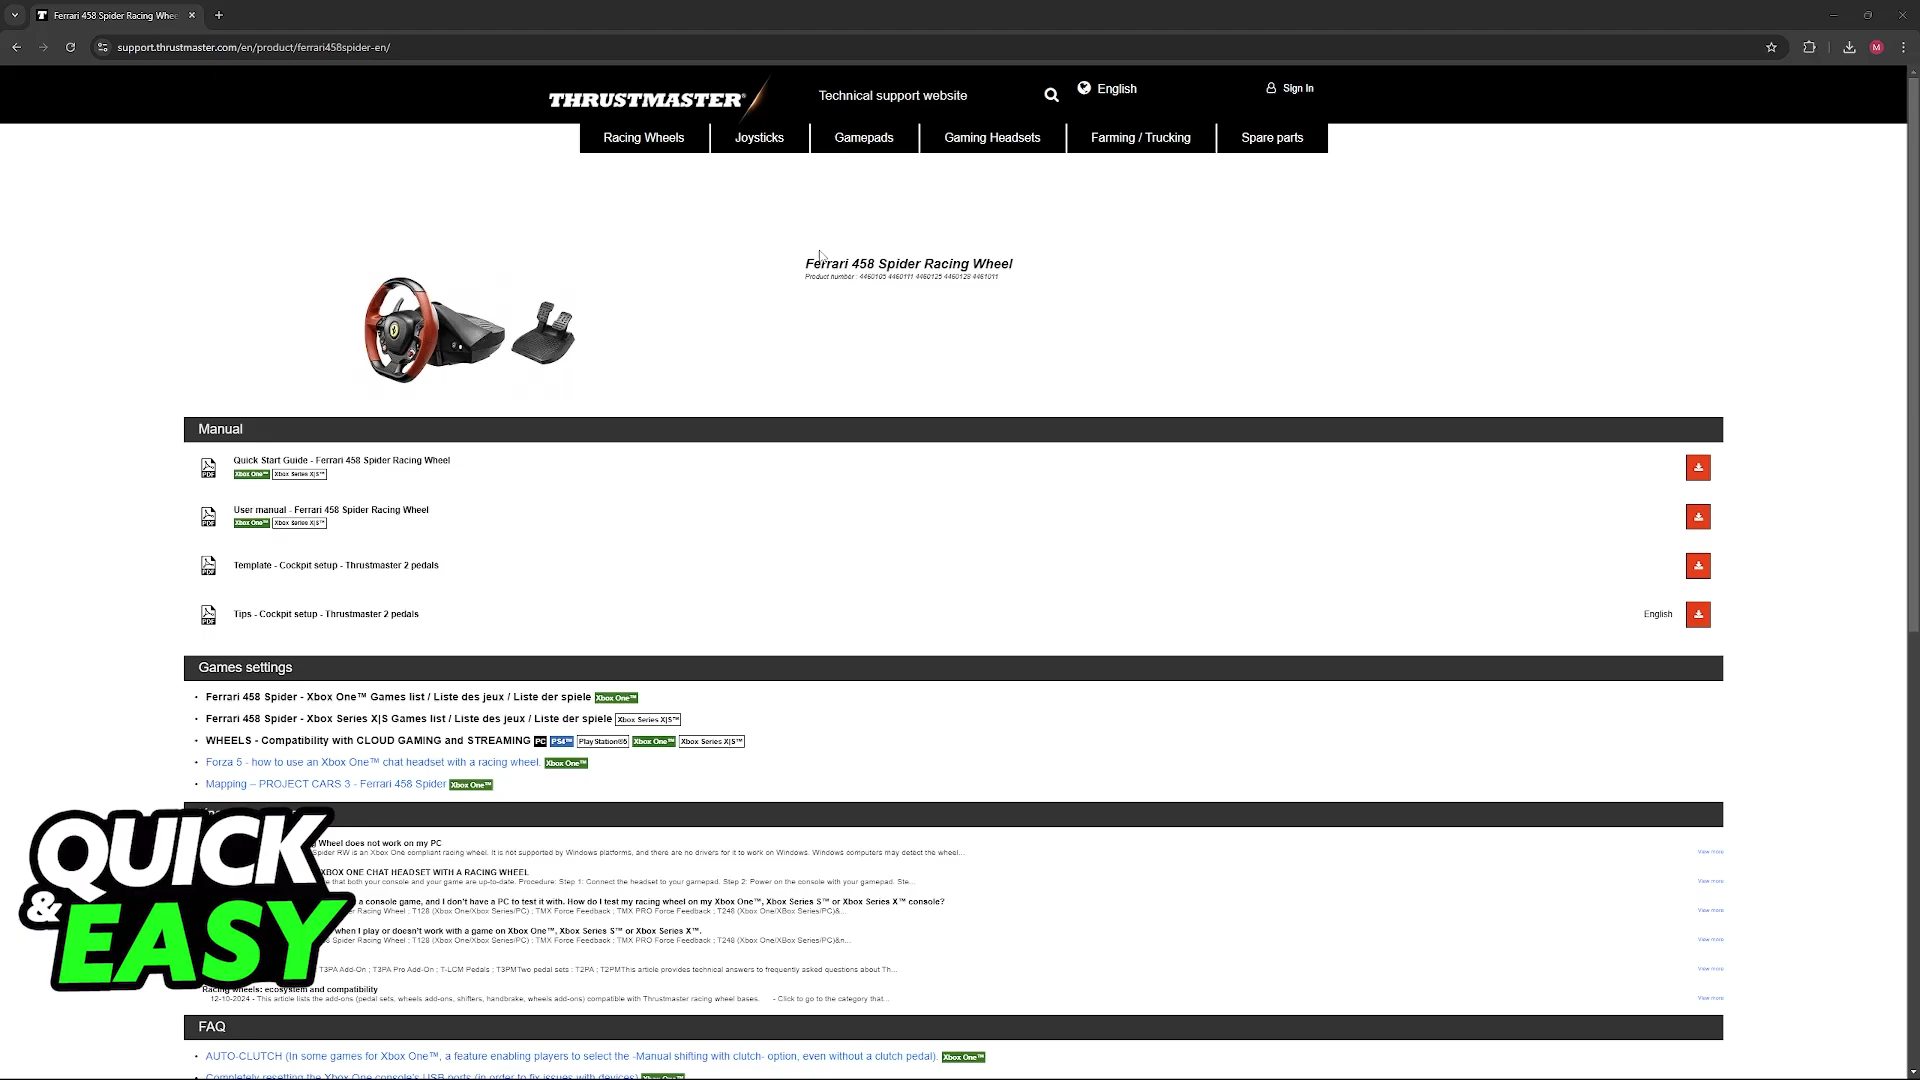 Ferrari 458 Spider Racing Whe
support.thrustmaster.com/en/product/ferrari458spider-en/
M
THRUSTMASTER
Technical support website
English
Sign In
Racing Wheels
Joysticks
Gamepads
Gaming Headsets
Farming / Trucking
Spare parts
Ferrari 458 Spider Racing Wheel
Product number : 4460105 4460111 4460125 4460128 4461011
Manual
Quick Start Guide - Ferrari 458 Spider Racing Wheel
Xbox One™ Xbox Series X|S™
User manual - Ferrari 458 Spider Racing Wheel
Xbox One™ Xbox Series X|S™
Template - Cockpit setup - Thrustmaster 2 pedals
Tips - Cockpit setup - Thrustmaster 2 pedals
English
Games settings
Ferrari 458 Spider - Xbox One™ Games list / Liste des jeux / Liste der spiele Xbox One™
Ferrari 458 Spider - Xbox Series X|S Games list / Liste des jeux / Liste der spiele Xbox Series X|S™
WHEELS - Compatibility with CLOUD GAMING and STREAMING PC PS4™ PlayStation®5 Xbox One™ Xbox Series X|S™
Forza 5 - how to use an Xbox One™ chat headset with a racing wheel. Xbox One™
Mapping – PROJECT CARS 3 - Ferrari 458 Spider Xbox One™
Wheel does not work on my PC
Spider RW is an Xbox One compliant racing wheel. It is not supported by Windows platforms, and there are no drivers for it to work on Windows. Windows computers may detect the wheel...
View more
XBOX ONE CHAT HEADSET WITH A RACING WHEEL
that both your console and your game are up-to-date. Procedure: Step 1: Connect the headset to your gamepad. Step 2: Power on the console with your gamepad. Ste...
View more
a console game, and I don't have a PC to test it with. How do I test my racing wheel on my Xbox One™, Xbox Series S™ or Xbox Series X™ console?
Racing Wheel ; T128 (Xbox One/Xbox Series/PC) ; TMX Force Feedback ; TMX PRO Force Feedback ; T248 (Xbox One/XBox Series/PC)&...
View more
when I play or doesn't work with a game on Xbox One™, Xbox Series S™ or Xbox Series X™.
Spider Racing Wheel ; T128 (Xbox One/Xbox Series/PC) ; TMX Force Feedback ; TMX PRO Force Feedback ; T248 (Xbox One/XBox Series/PC)&n...
View more
T3PA Add-On ; T3PA Pro Add-On ; T-LCM Pedals ; T3PMTwo pedal sets : T2PA ; T2PMThis article provides technical answers to frequently asked questions about Th...
View more
Racing wheels: ecosystem and compatibility
12-10-2024 - This article lists the add-ons (pedal sets, wheels add-ons, shifters, handbrake, wheels add-ons) compatible with Thrustmaster racing wheel bases. - Click to go to the category that...
View more
QUICK
& EASY
FAQ
AUTO-CLUTCH (In some games for Xbox One™, a feature enabling players to select the -Manual shifting with clutch- option, even without a clutch pedal). Xbox One™
Completely resetting the Xbox One console's USB ports (in order to fix issues with devices) Xbox One™